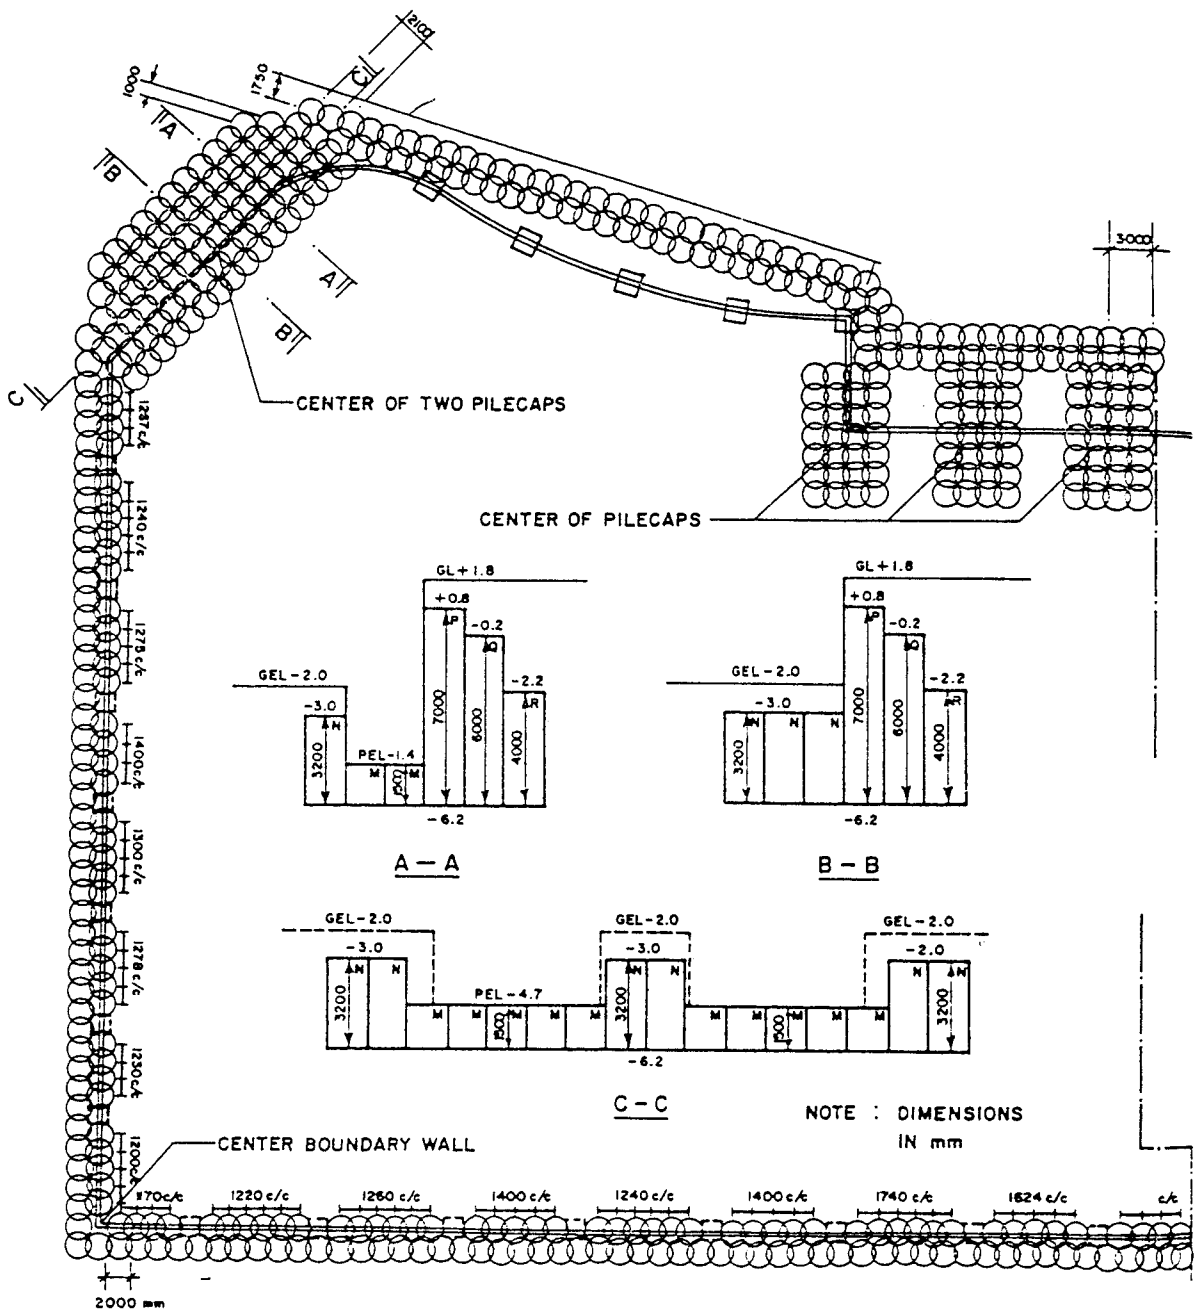 2100
C
1750
1000
A
B
3000
A
B
C
CENTER OF TWO PILECAPS
1237 c/c
1240 c/c
CENTER OF PILECAPS
1275 c/c
GL+1.8
+0.8
P
-0.2
Q
GEL-2.0
-2.2
-3.0
N
R
7000
6000
4000
3200
PEL-1.4
M
M
1500
-6.2
A — A
GL+1.8
+0.8
P
-0.2
Q
GEL-2.0
-2.2
-3.0
N
N
N
R
7000
6000
4000
3200
-6.2
B — B
1400 c/c
1300 c/c
1278 c/c
1230 c/c
1200 c/c
GEL-2.0
GEL-2.0
GEL-2.0
-3.0
-3.0
-2.0
N
N
N
N
N
N
3200
3200
3200
PEL-4.7
M
M
M
M
M
M
M
M
M
M
1500
1500
-6.2
C — C
NOTE : DIMENSIONS
IN mm
CENTER BOUNDARY WALL
1170 c/c
1220 c/c
1260 c/c
1400 c/c
1240 c/c
1400 c/c
1740 c/c
1624 c/c
c/c
2000 mm